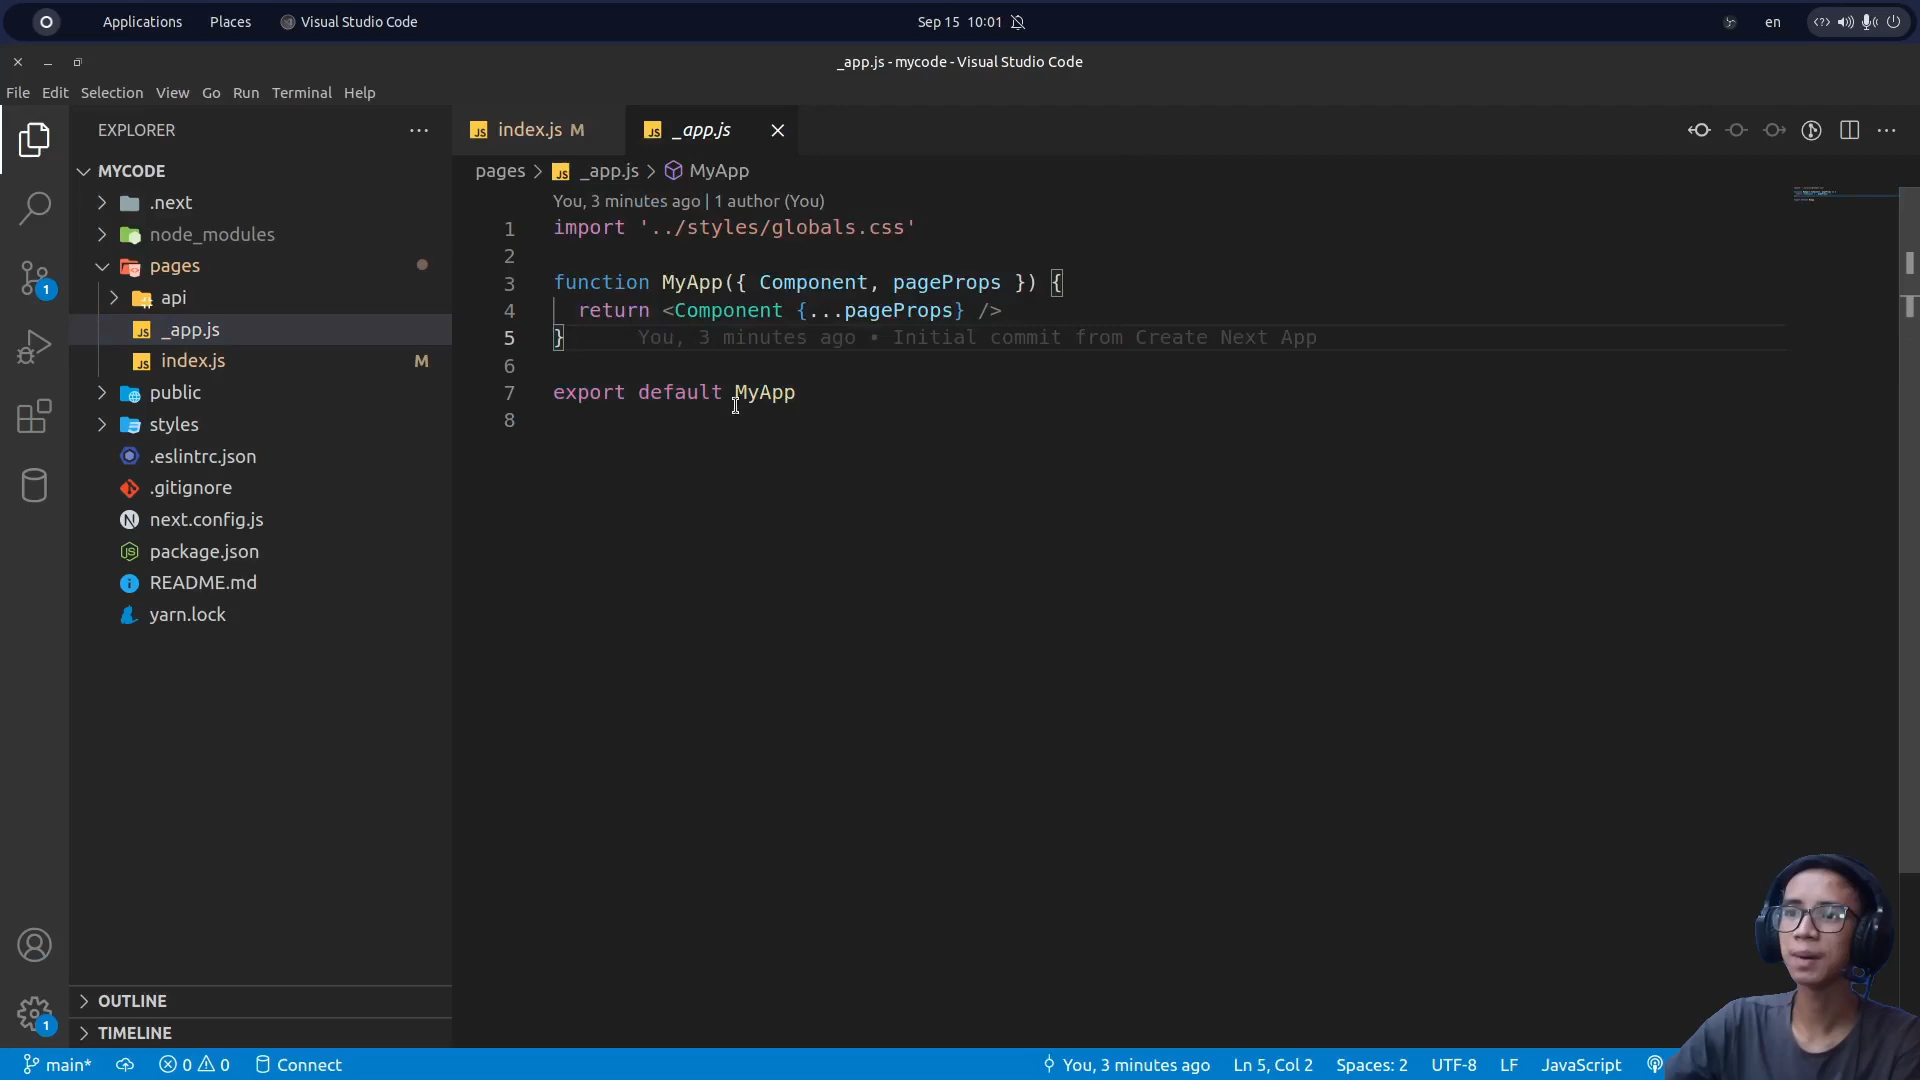 Applications Places Visual Studio Code Sep 15 10:01 en
_app.js - mycode - Visual Studio Code
File Edit Selection View Go Run Terminal Help
EXPLORER
MYCODE
.next
node_modules
pages
api
_app.js
index.js M
public
styles
.eslintrc.json
.gitignore
next.config.js
package.json
README.md
yarn.lock
OUTLINE
TIMELINE
1
1
JS index.js M JS _app.js
pages > JS _app.js > MyApp
You, 3 minutes ago | 1 author (You)
1 import '../styles/globals.css'
2
3 function MyApp({ Component, pageProps }) {
4 return <Component {...pageProps} />
5 } You, 3 minutes ago • Initial commit from Create Next App
6
7 export default MyApp
8
main* 0 0 Connect You, 3 minutes ago Ln 5, Col 2 Spaces: 2 UTF-8 LF JavaScript